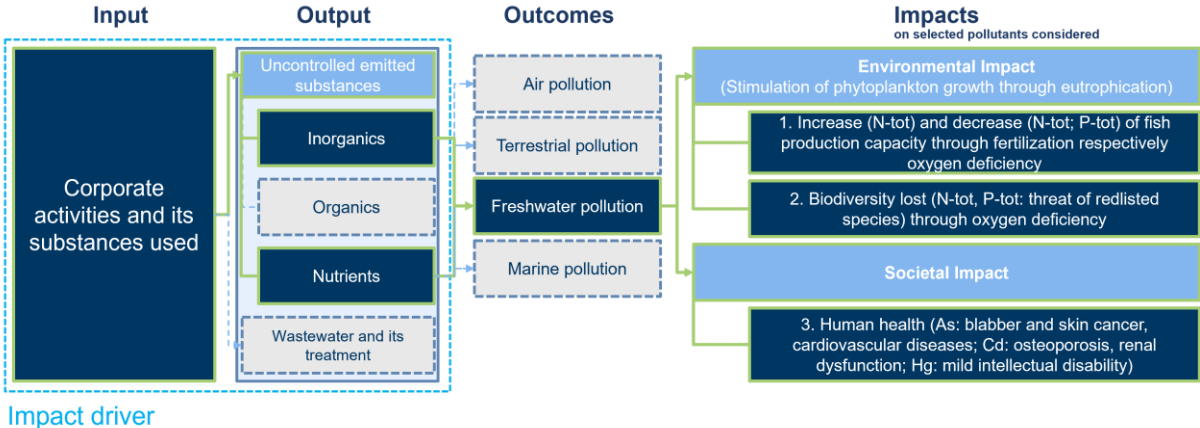 Input
Output
Outcomes
Impacts
on selected pollutants considered
Corporate
activities and its
substances used
Uncontrolled emitted
substances
Inorganics
Organics
Nutrients
Wastewater and its
treatment
Air pollution
Terrestrial pollution
Freshwater pollution
Marine pollution
Environmental Impact
(Stimulation of phytoplankton growth through eutrophication)
1. Increase (N-tot) and decrease (N-tot; P-tot) of fish
production capacity through fertilization respectively
oxygen deficiency
2. Biodiversity lost (N-tot, P-tot: threat of redlisted
species) through oxygen deficiency
Societal Impact
3. Human health (As: blabber and skin cancer,
cardiovascular diseases; Cd: osteoporosis, renal
dysfunction; Hg: mild intellectual disability)
Impact driver